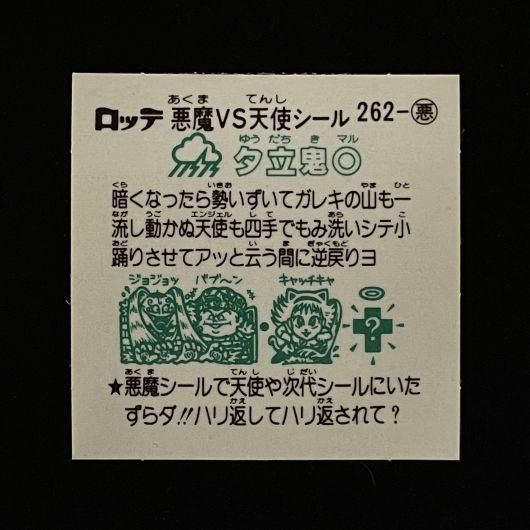 ロッテ 悪魔VS天使シール 262-悪
夕立鬼〇
暗くなったら勢いずいてガレキの山も一
流し動かぬ天使も四手でもみ洗いシテ小
踊りさせてアッと云う間に逆戻りヨ
ジョジョッ パプヘン キャッチャ
?
★悪魔シールで天使や次代シールにいた
ずらダ!!ハリ返してハリ返されて?